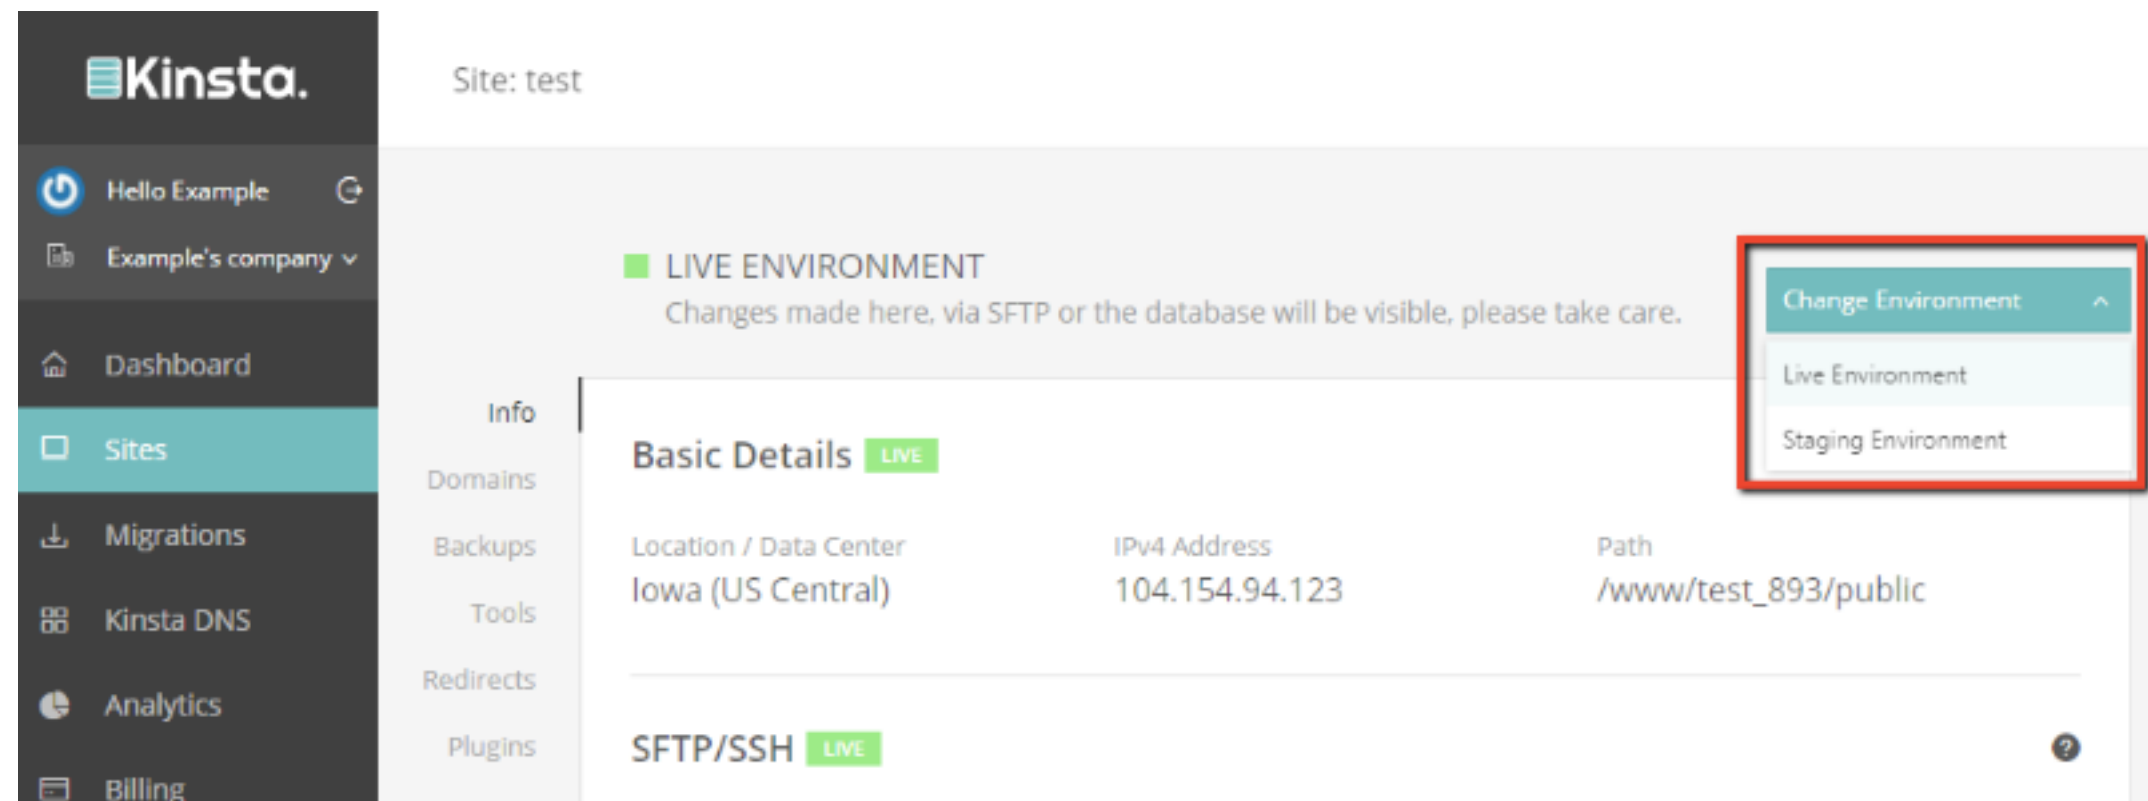 Kinsta.
Site: test
Hello Example
Example's company
Dashboard
Sites
Migrations
Kinsta DNS
Analytics
Billing
LIVE ENVIRONMENT
Changes made here, via SFTP or the database will be visible, please take care.
Change Environment
Live Environment
Staging Environment
Info
Domains
Backups
Tools
Redirects
Plugins
Basic Details LIVE
Location / Data Center
Iowa (US Central)
IPv4 Address
104.154.94.123
Path
/www/test_893/public
SFTP/SSH LIVE
?